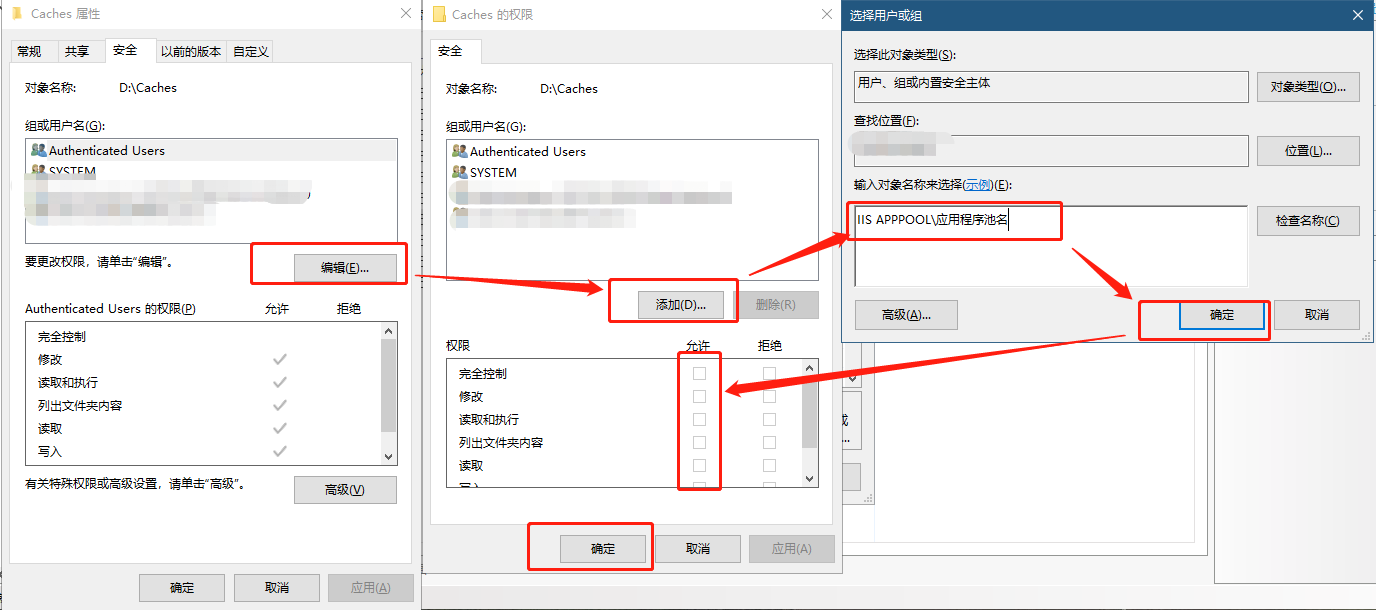 Caches 属性
常规
共享
安全
以前的版本
自定义
对象名称:
D:\Caches
组或用户名(G):
Authenticated Users
SYSTEM
要更改权限，请单击“编辑”。
编辑(E)...
Authenticated Users 的权限(P)
允许
拒绝
完全控制
修改
读取和执行
列出文件夹内容
读取
写入
有关特殊权限或高级设置，请单击“高级”。
高级(V)
确定
取消
应用(A)
Caches 的权限
安全
对象名称:
D:\Caches
组或用户名(G):
Authenticated Users
SYSTEM
添加(D)...
删除(R)
权限
允许
拒绝
完全控制
修改
读取和执行
列出文件夹内容
读取
确定
取消
应用(A)
选择用户或组
选择此对象类型(S):
用户、组或内置安全主体
对象类型(O)...
查找位置(F):
位置(L)...
输入对象名称来选择(示例)(E):
IIS APPPOOL\应用程序池名
检查名称(C)
高级(A)...
确定
取消